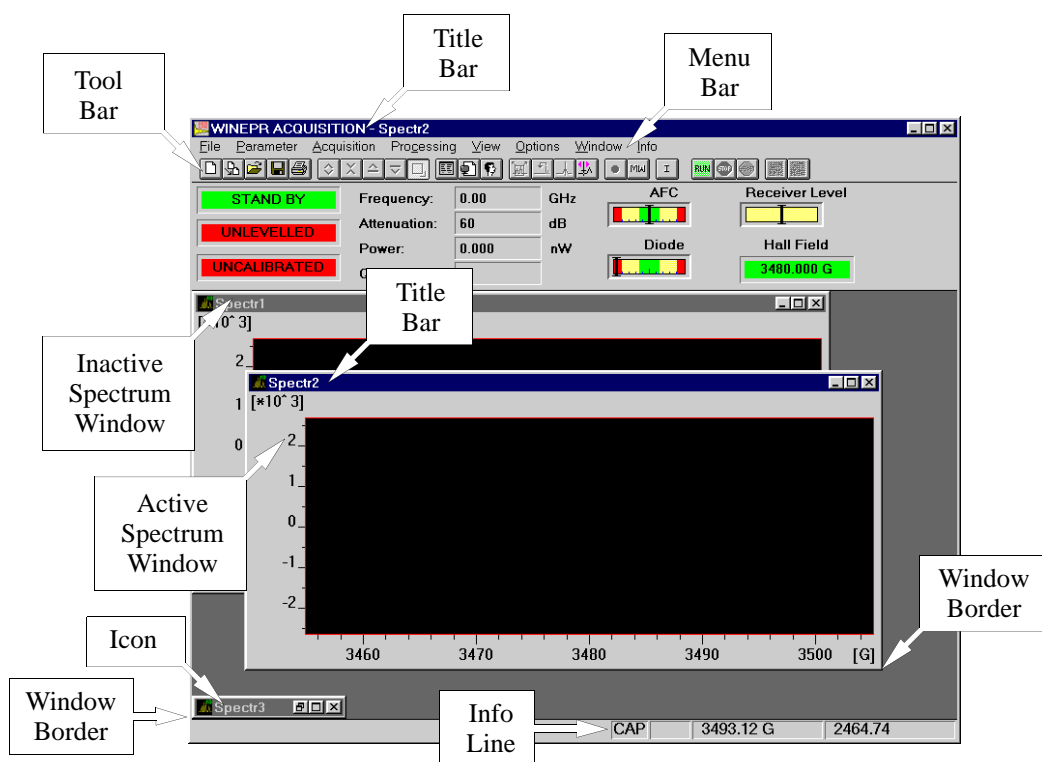 Title
Bar
Menu
Bar
Tool
Bar
WINEPR ACQUISITION - Spectr2
File Parameter Acquisition Processing View Options Window Info
MW I RUN STOP
STAND BY Frequency: 0.00 GHz AFC Receiver Level
UNLEVELLED Attenuation: 60 dB
Power: 0.000 nW Diode Hall Field
UNCALIBRATED 3480.000 G
Spectr1
Title
Bar
2
1
0
Inactive
Spectrum
Window
Spectr2
[*10^ 3]
2
1
0
-1
-2
3460 3470 3480 3490 3500 [G]
Active
Spectrum
Window
Window
Border
Icon
Spectr3
Window
Border
Info
Line
CAP 3493.12 G 2464.74